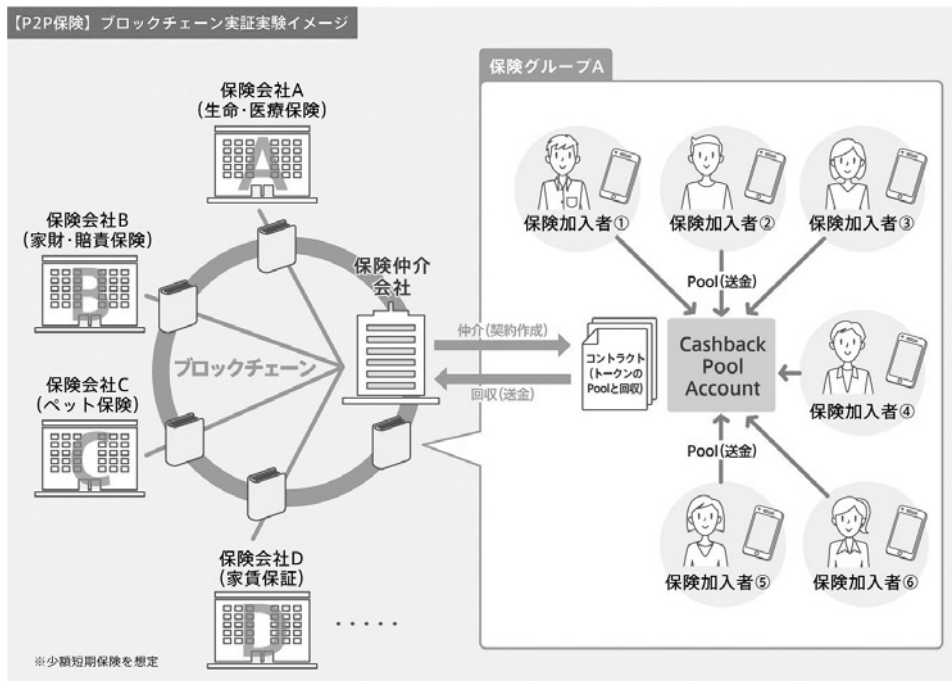 【P2P保険】ブロックチェーン実証実験イメージ
保険会社A
(生命・医療保険)
A
保険会社B
(家財・賠責保険)
B
保険会社C
(ペット保険)
C
保険会社D
(家賃保証)
D
・・・・・
※少額短期保険を想定
ブロックチェーン
保険仲介
会社
仲介(契約作成)
回収(送金)
保険グループA
保険加入者①
保険加入者②
保険加入者③
Pool(送金)
コントラクト
(トークンの
Poolと回収)
Cashback
Pool
Account
保険加入者④
Pool(送金)
保険加入者⑤
保険加入者⑥